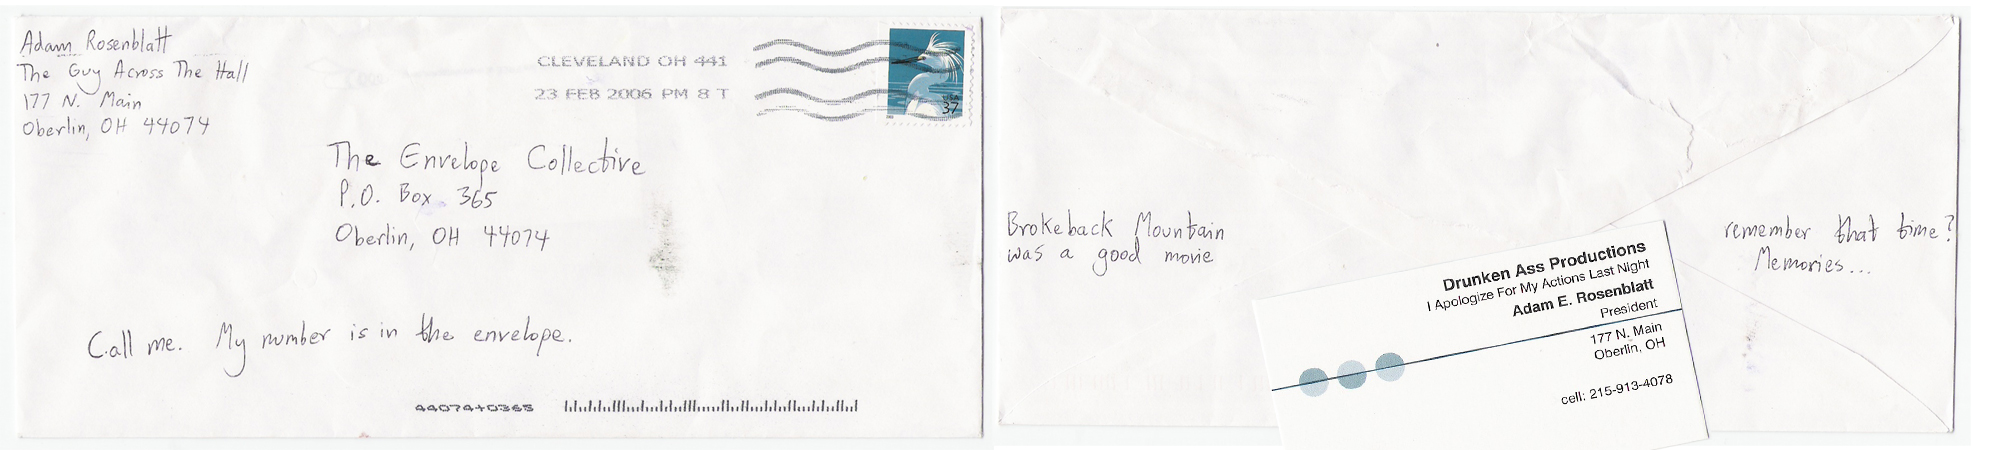 Adam Rosenblatt
The Guy Across The Hall
177 N. Main
Oberlin, OH 44074
CLEVELAND OH 441
23 FEB 2006 PM 8 T
USA
37
The Envelope Collective
P.O. Box 365
Oberlin, OH 44074
Call me. My number is in the envelope.
44074+0365
Brokeback Mountain
was a good movie
remember that time?
Memories...
Drunken Ass Productions
I Apologize For My Actions Last Night
Adam E. Rosenblatt
President
177 N. Main
Oberlin, OH
cell: 215-913-4078